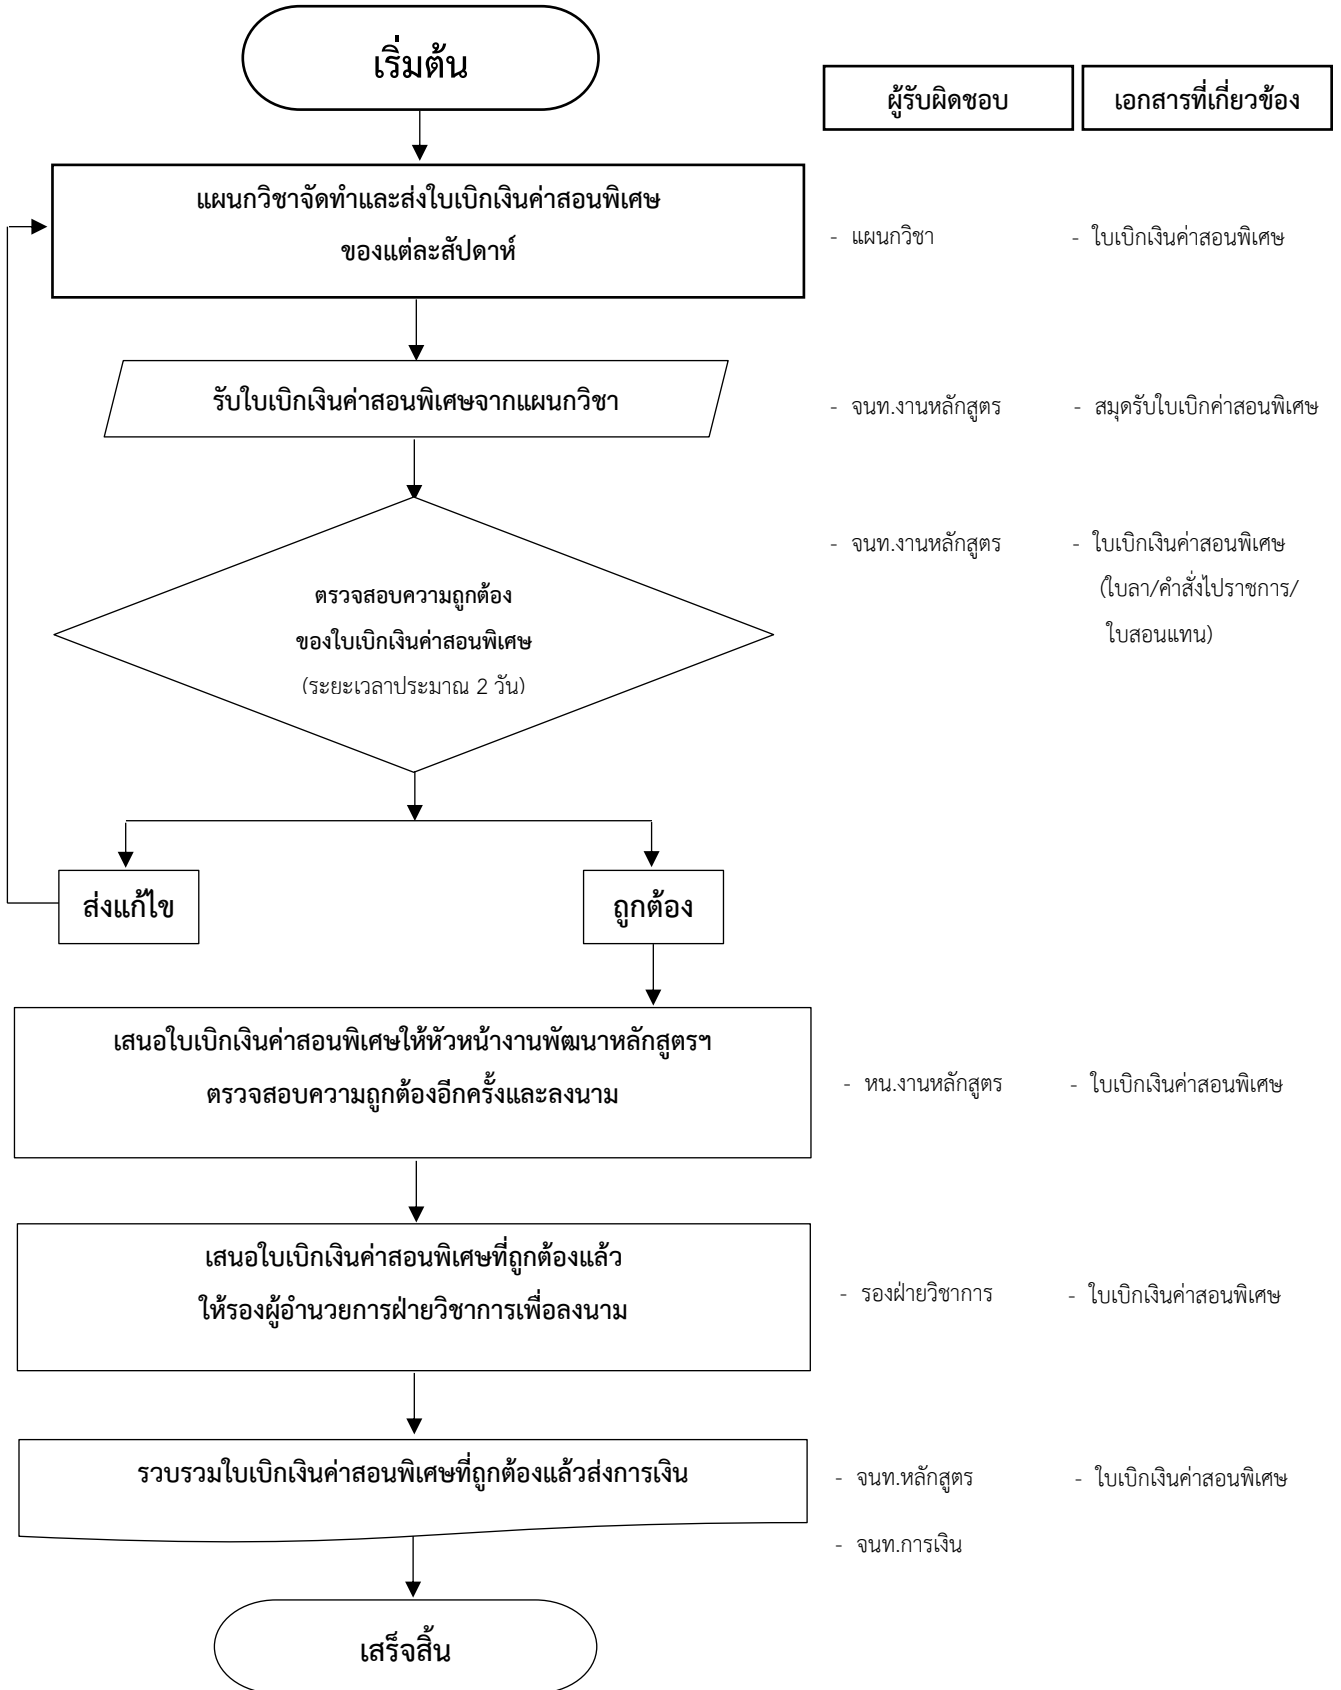 เริ่มต้น
ผู้รับผิดชอบ
เอกสารที่เกี่ยวข้อง
แผนกวิชาจัดทำและส่งใบเบิกเงินค่าสอนพิเศษ
ของแต่ละสัปดาห์
- แผนกวิชา
- ใบเบิกเงินค่าสอนพิเศษ
รับใบเบิกเงินค่าสอนพิเศษจากแผนกวิชา
- จนท.งานหลักสูตร
- สมุดรับใบเบิกค่าสอนพิเศษ
ตรวจสอบความถูกต้อง
ของใบเบิกเงินค่าสอนพิเศษ
(ระยะเวลาประมาณ 2 วัน)
- จนท.งานหลักสูตร
- ใบเบิกเงินค่าสอนพิเศษ
(ใบลา/คำสั่งไปราชการ/
ใบสอนแทน)
ส่งแก้ไข
ถูกต้อง
เสนอใบเบิกเงินค่าสอนพิเศษให้หัวหน้างานพัฒนาหลักสูตรฯ
ตรวจสอบความถูกต้องอีกครั้งและลงนาม
- หน.งานหลักสูตร
- ใบเบิกเงินค่าสอนพิเศษ
เสนอใบเบิกเงินค่าสอนพิเศษที่ถูกต้องแล้ว
ให้รองผู้อำนวยการฝ่ายวิชาการเพื่อลงนาม
- รองฝ่ายวิชาการ
- ใบเบิกเงินค่าสอนพิเศษ
รวบรวมใบเบิกเงินค่าสอนพิเศษที่ถูกต้องแล้วส่งการเงิน
- จนท.หลักสูตร
- ใบเบิกเงินค่าสอนพิเศษ
- จนท.การเงิน
เสร็จสิ้น